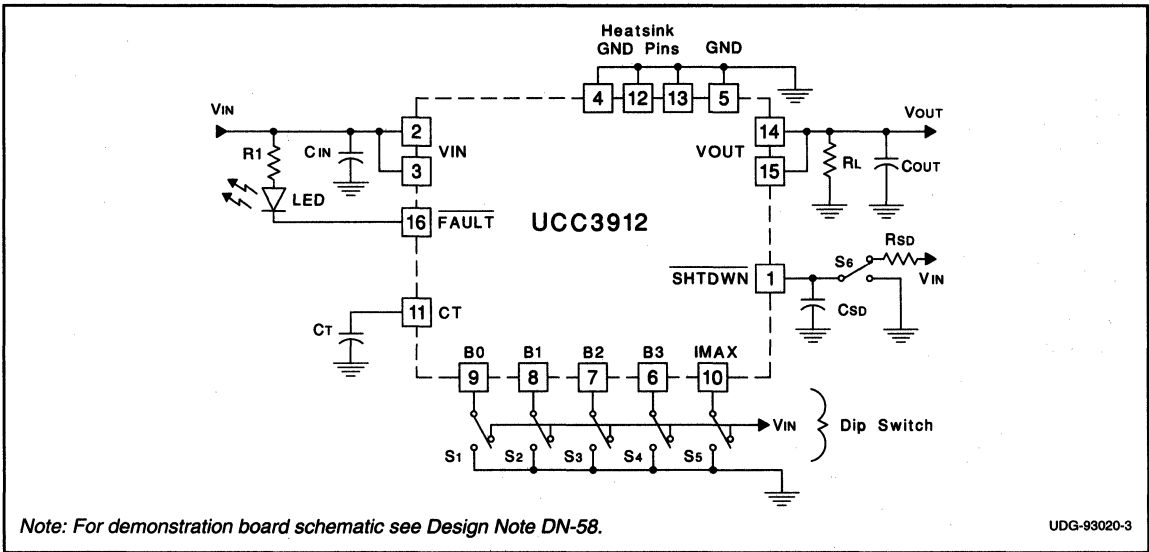 Heatsink
GND Pins GND
4 12 13 5
VIN
VOUT
2 VIN
14 VOUT
R1 CIN
3
15
RL COUT
LED
16 FAULT
UCC3912
RSD
S6
SHTDWN 1
VIN
CSD
11 CT
CT
B0 B1 B2 B3 IMAX
9 8 7 6 10
VIN
Dip Switch
S1 S2 S3 S4 S5
Note: For demonstration board schematic see Design Note DN-58.
UDG-93020-3